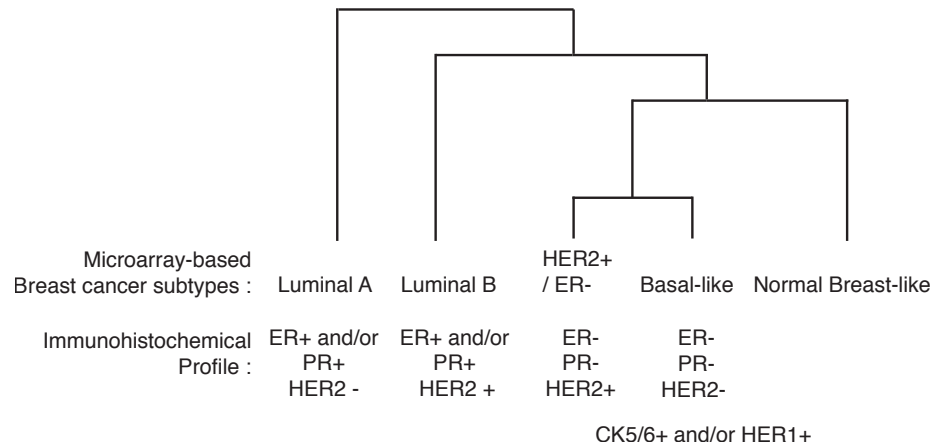 Microarray-based
Breast cancer subtypes : Luminal A Luminal B HER2+ / ER- Basal-like Normal Breast-like
Immunohistochemical ER+ and/or ER+ and/or ER- ER-
Profile : PR+ PR+ PR- PR-
HER2 - HER2 + HER2+ HER2-
CK5/6+ and/or HER1+